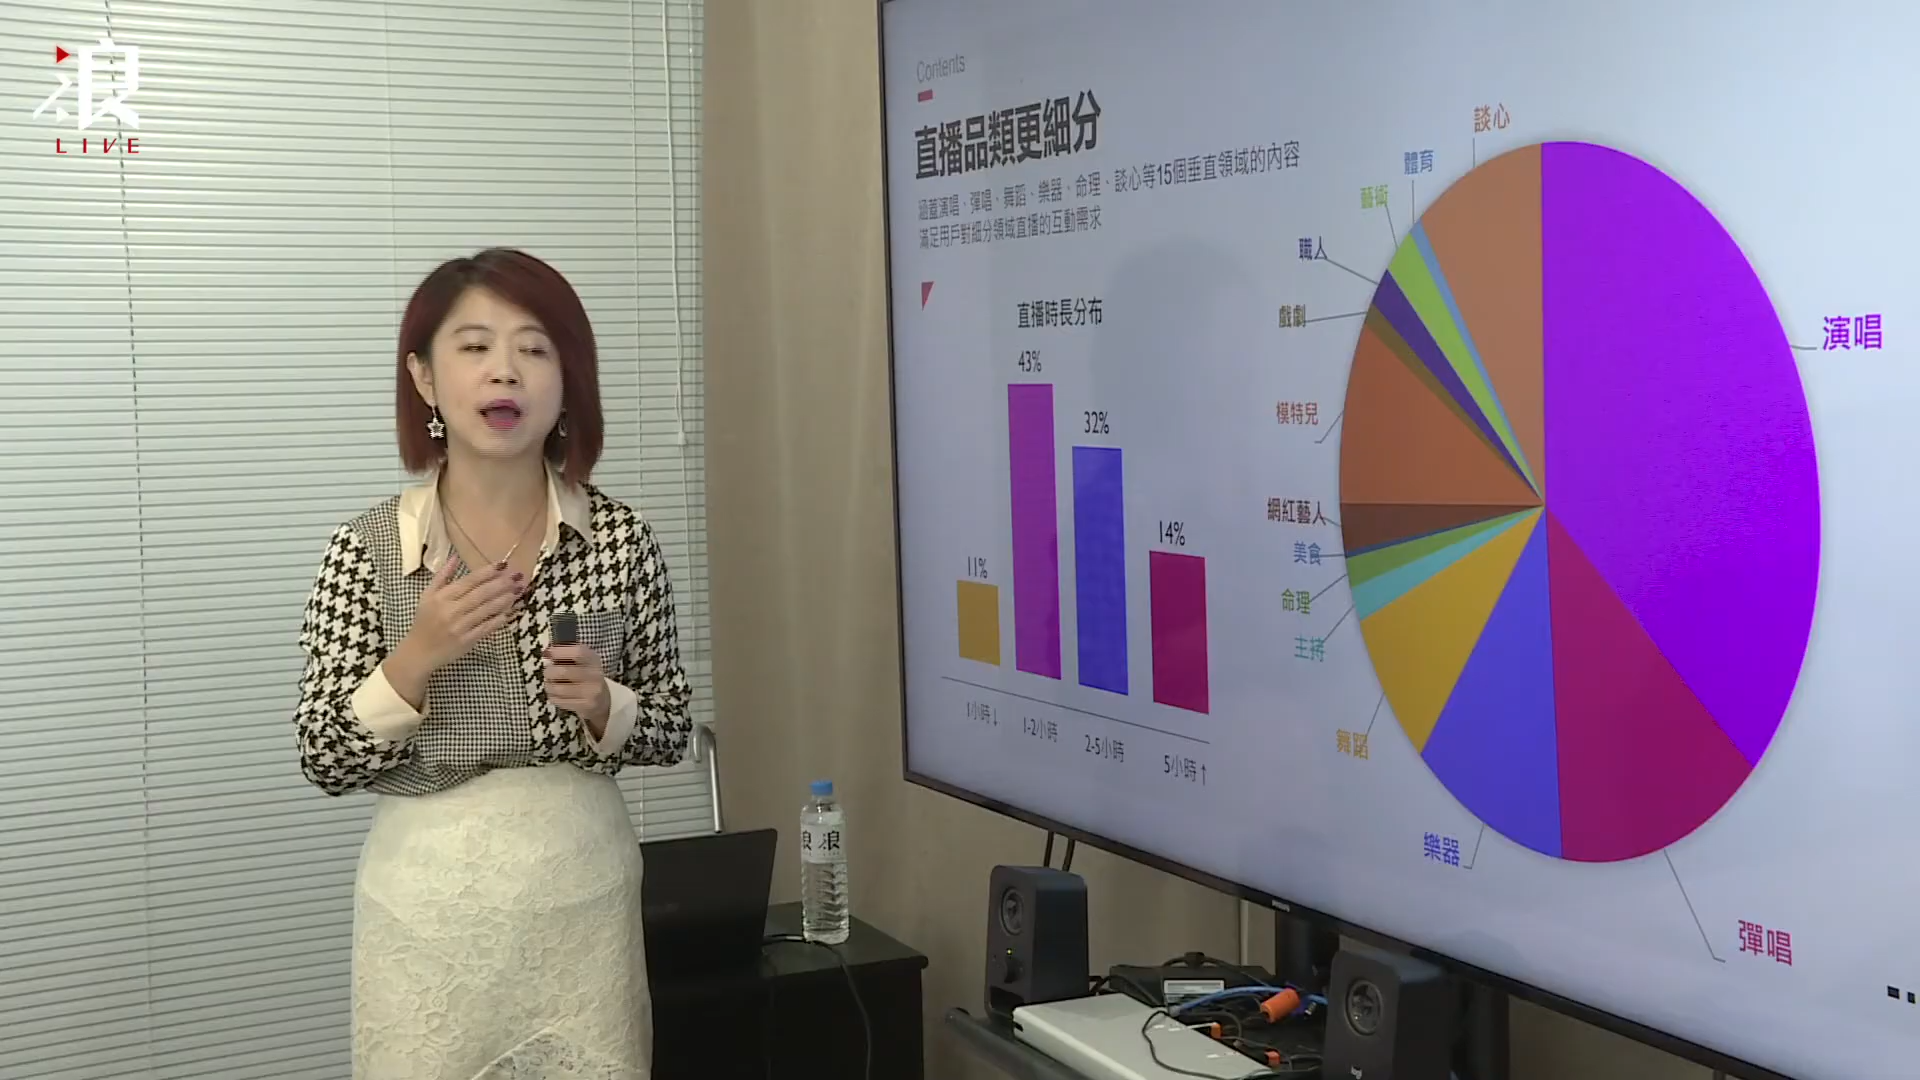 浪
LIVE
Contents
直播品類更細分
涵蓋演唱、彈唱、舞蹈、樂器、命理、談心等15個垂直領域的內容
滿足用戶對細分領域直播的互動需求
直播時長分布
43%
32%
14%
11%
1小時↓
1-2小時
2-5小時
5小時↑
談心
體育
藝術
職人
戲劇
模特兒
網紅藝人
美食
命理
主持
舞蹈
樂器
彈唱
演唱
浪
PHILIPS
logi